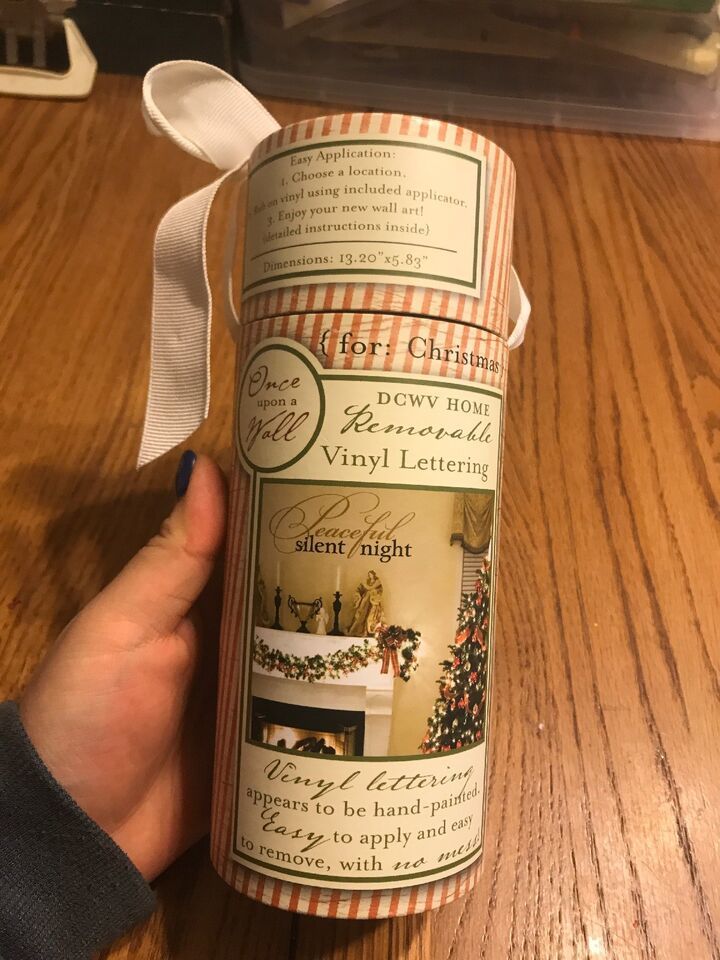 Easy Application:
1. Choose a location.
on vinyl using included applicator.
3. Enjoy your new wall art!
{detailed instructions inside}
Dimensions: 13.20"x5.83"
{ for: Christmas
Once
upon a
Wall
DCWV HOME
Removable
Vinyl Lettering
Peaceful
silent night
Vinyl lettering
appears to be hand-painted.
Easy to apply and easy
to remove, with no mess